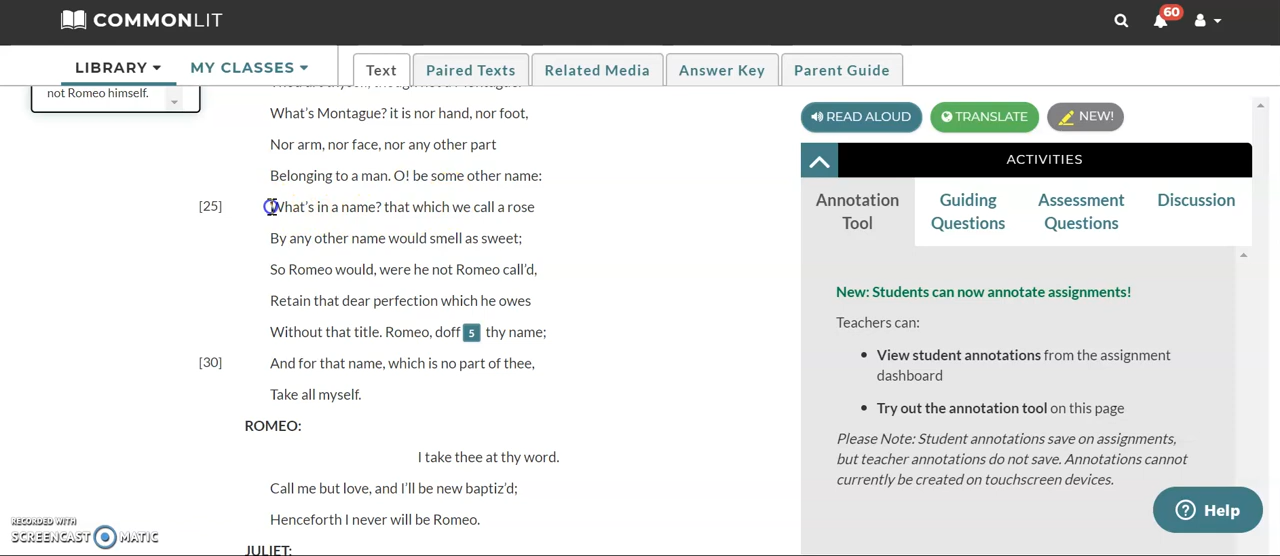 COMMONLIT
60
LIBRARY MY CLASSES Text Paired Texts Related Media Answer Key Parent Guide
not Romeo himself.
What's Montague? it is nor hand, nor foot,
Nor arm, nor face, nor any other part
Belonging to a man. O! be some other name:
[25] What's in a name? that which we call a rose
By any other name would smell as sweet;
So Romeo would, were he not Romeo call'd,
Retain that dear perfection which he owes
Without that title. Romeo, doff 5 thy name;
[30] And for that name, which is no part of thee,
Take all myself.
ROMEO:
I take thee at thy word.
Call me but love, and I'll be new baptiz'd;
Henceforth I never will be Romeo.
JULIET:
READ ALOUD TRANSLATE NEW!
ACTIVITIES
Annotation Tool
Guiding Questions
Assessment Questions
Discussion
New: Students can now annotate assignments!
Teachers can:
View student annotations from the assignment
dashboard
Try out the annotation tool on this page
Please Note: Student annotations save on assignments,
but teacher annotations do not save. Annotations cannot
currently be created on touchscreen devices.
Help
RECORDED WITH
SCREENCAST MATIC